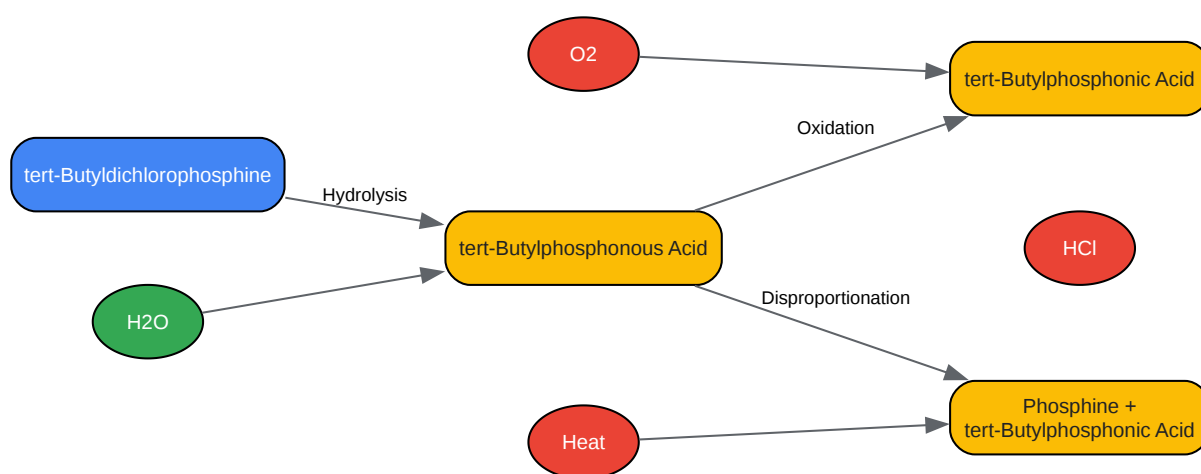 O2
tert-Butylphosphonic Acid
Oxidation
tert-Butyldichlorophosphine
Hydrolysis
tert-Butylphosphonous Acid
HCl
Disproportionation
H2O
Phosphine +
tert-Butylphosphonic Acid
Heat